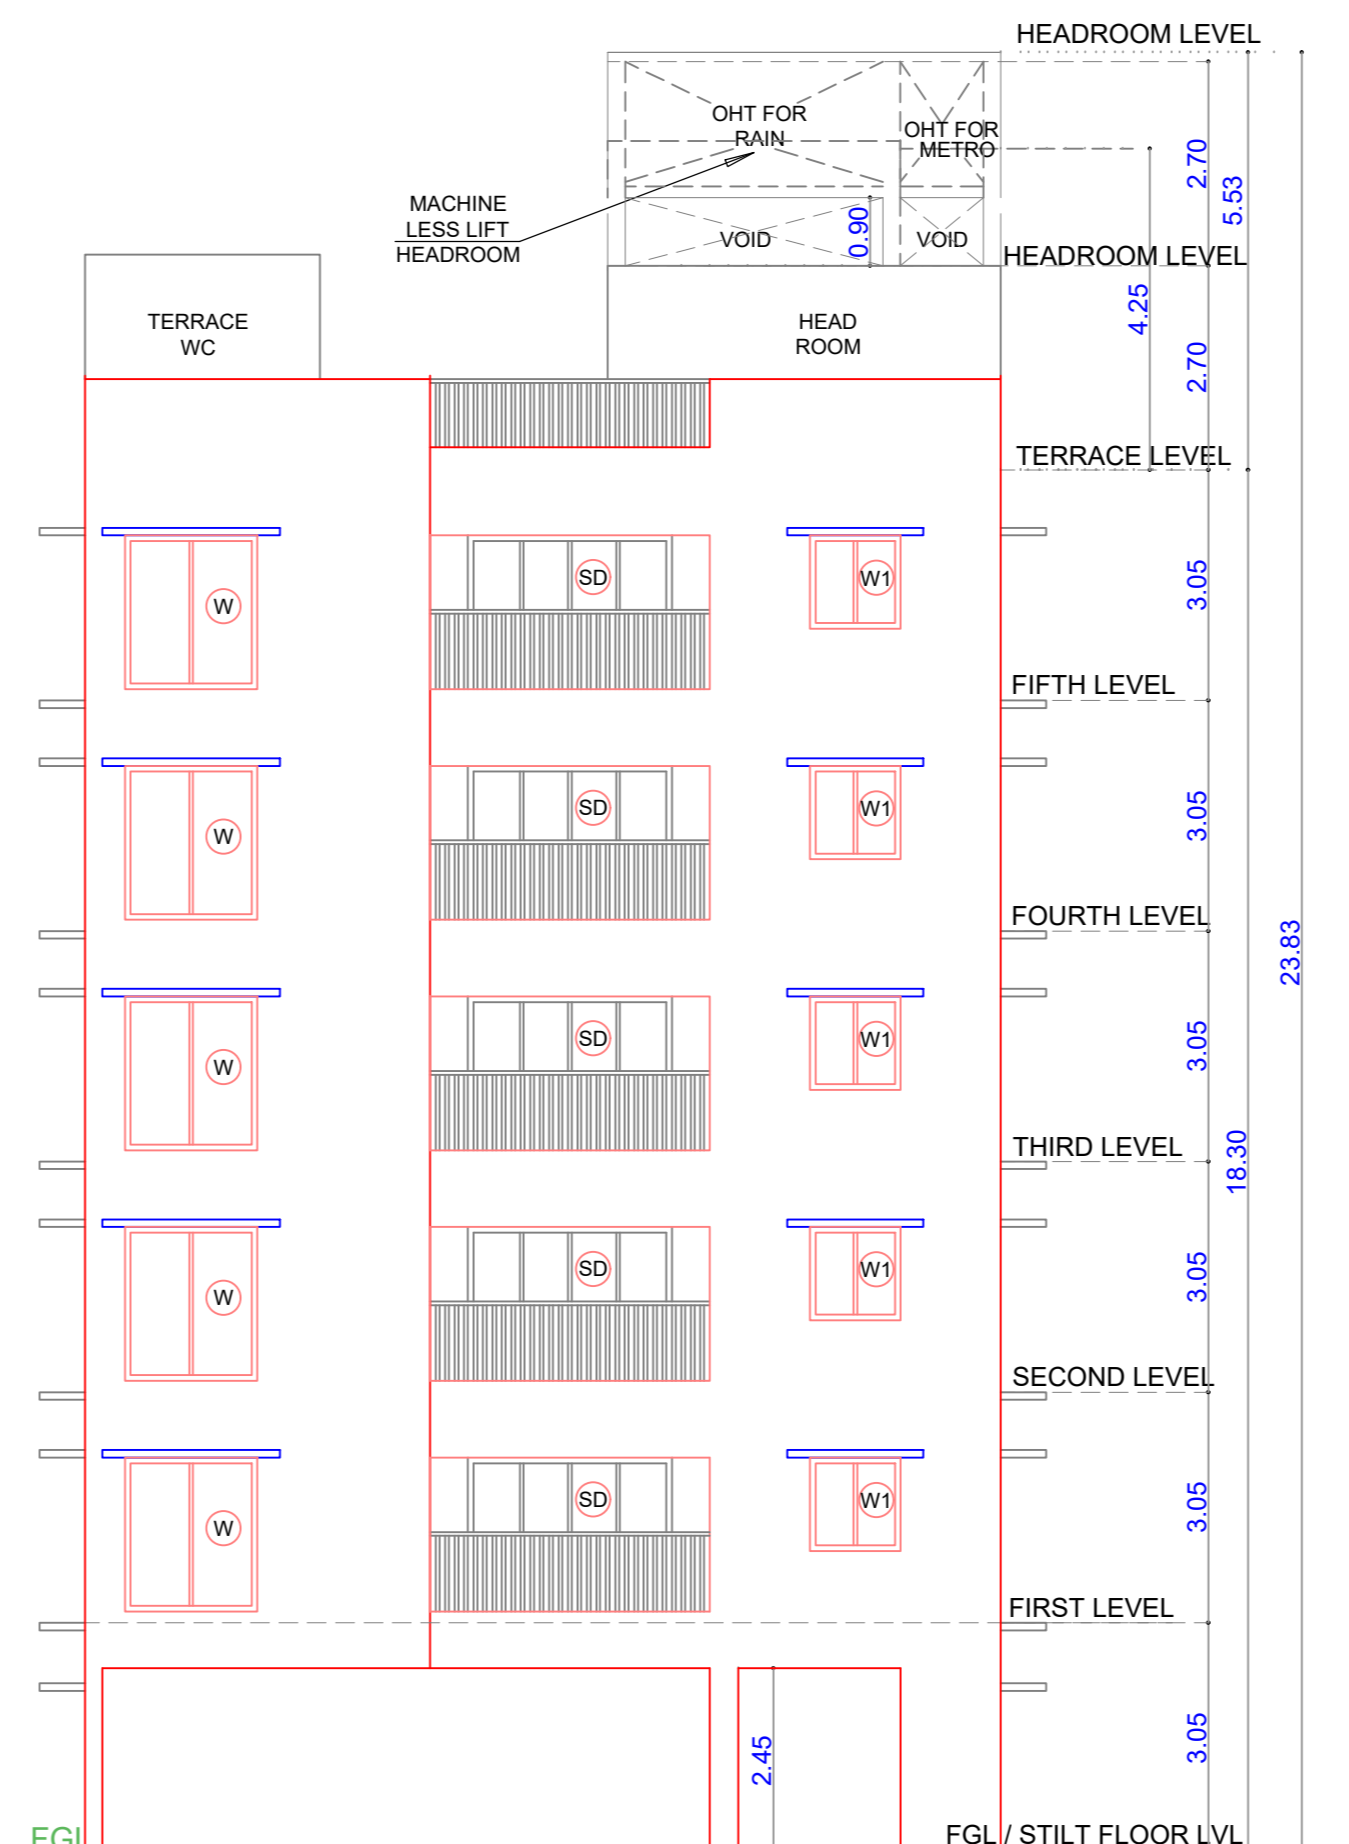 HEADROOM LEVEL
OHT FOR
RAIN
OHT FOR
METRO
2.70
5.53
MACHINE
LESS LIFT
HEADROOM
VOID
0.90
VOID
HEADROOM LEVEL
4.25
TERRACE
WC
HEAD
ROOM
2.70
TERRACE LEVEL
W
SD
W1
3.05
FIFTH LEVEL
W
SD
W1
3.05
FOURTH LEVEL
23.83
W
SD
W1
3.05
THIRD LEVEL
18.30
W
SD
W1
3.05
SECOND LEVEL
W
SD
W1
3.05
FIRST LEVEL
2.45
3.05
FGL
FGL / STILT FLOOR LVL